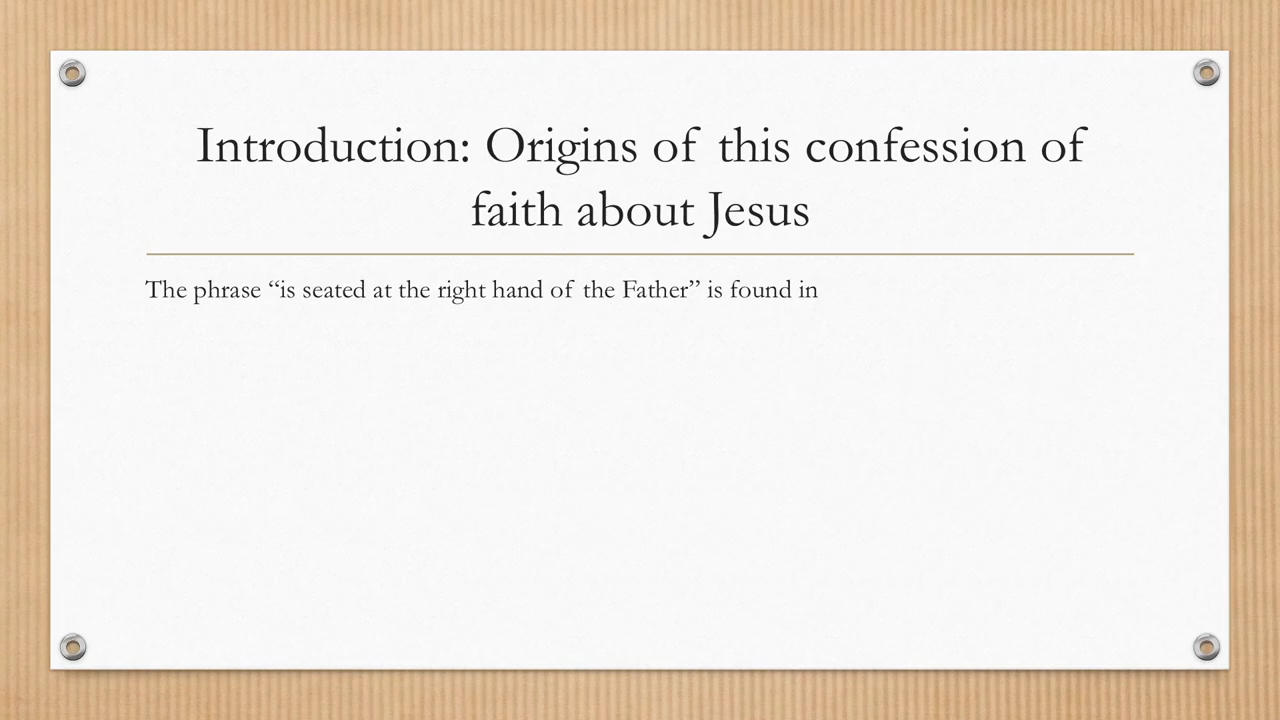 Introduction: Origins of this confession of
faith about Jesus
The phrase “is seated at the right hand of the Father” is found in